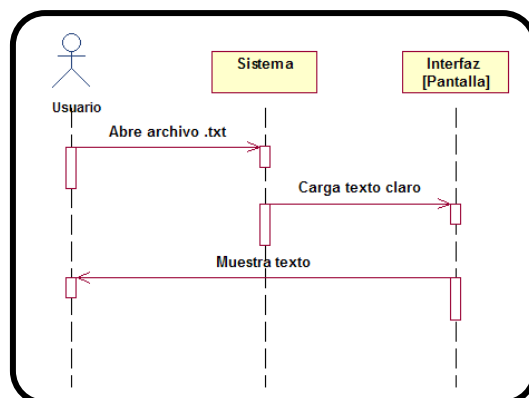 Sistema
Interfaz
[Pantalla]
Usuario
Abre archivo .txt
Carga texto claro
Muestra texto